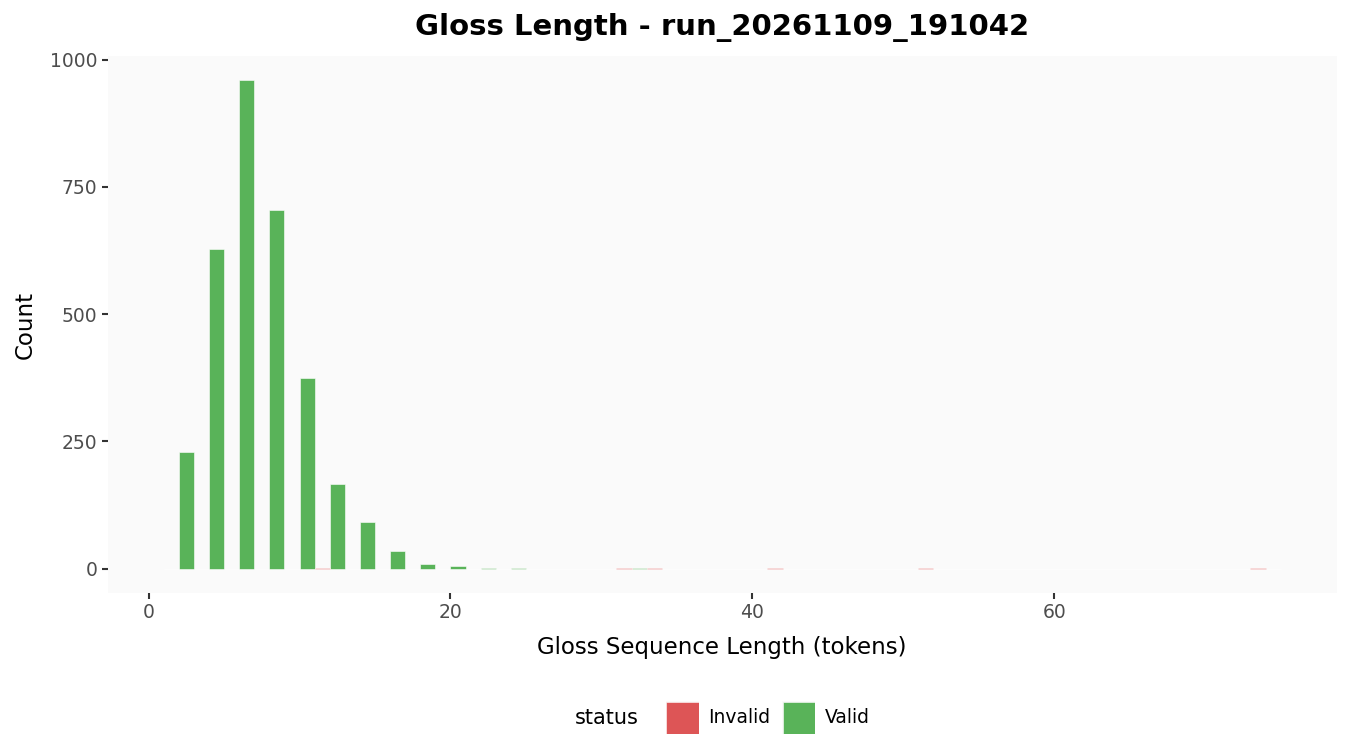 Gloss Length - run_20261109_191042
1000
750
500
250
0
Count
0 20 40 60
Gloss Sequence Length (tokens)
status Invalid Valid